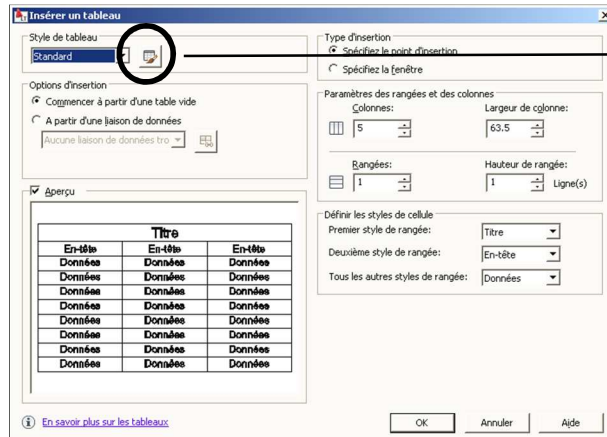 Insérer un tableau
Style de tableau
Standard
Options d'insertion
Commencer à partir d'une table vide
A partir d'une liaison de données
Aucune liaison de données tro
Aperçu
Titre
En-tête En-tête En-tête
Données Données Données
Données Données Données
Données Données Données
Données Données Données
Données Données Données
Données Données Données
Données Données Données
Données Données Données
En savoir plus sur les tableaux
Type d'insertion
Spécifiez le point d'insertion
Spécifiez la fenêtre
Paramètres des rangées et des colonnes
Colonnes: Largeur de colonne:
5 63.5
Rangées: Hauteur de rangée:
1 1 Ligne(s)
Définir les styles de cellule
Premier style de rangée: Titre
Deuxième style de rangée: En-tête
Tous les autres styles de rangée: Données
OK Annuler Aide